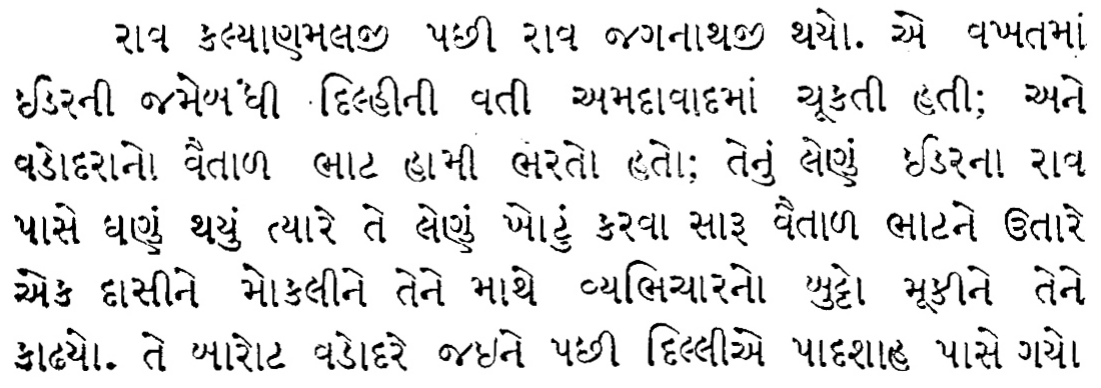 રાવ કલ્યાણમલજી પછી રાવ જગનાથજી થયો. એ વખતમાં
ઈડરની જમેબંધી દિલ્હીની વતી અમદાવાદમાં ચૂકતી હતી; અને
વડોદરાનો વૈતાળ ભાટ હામી ભરતો હતો; તેનું લેણું ઈડરના રાવ
પાસે ઘણું થયું ત્યારે તે લેણું ખોટું કરવા સારૂ વૈતાળ ભાટને ઉતારે
એક દાસીને મોકલીને તેને માથે વ્યભિચારનો બુટ્ટો મૂકીને તેને
કાઢ્યો. તે બારોટ વડોદરે જઇને પછી દિલ્લીએ પાદશાહ પાસે ગયો